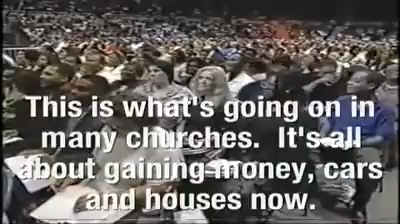 This is what's going on in
many churches.  It's all
about gaining money, cars
and houses now.